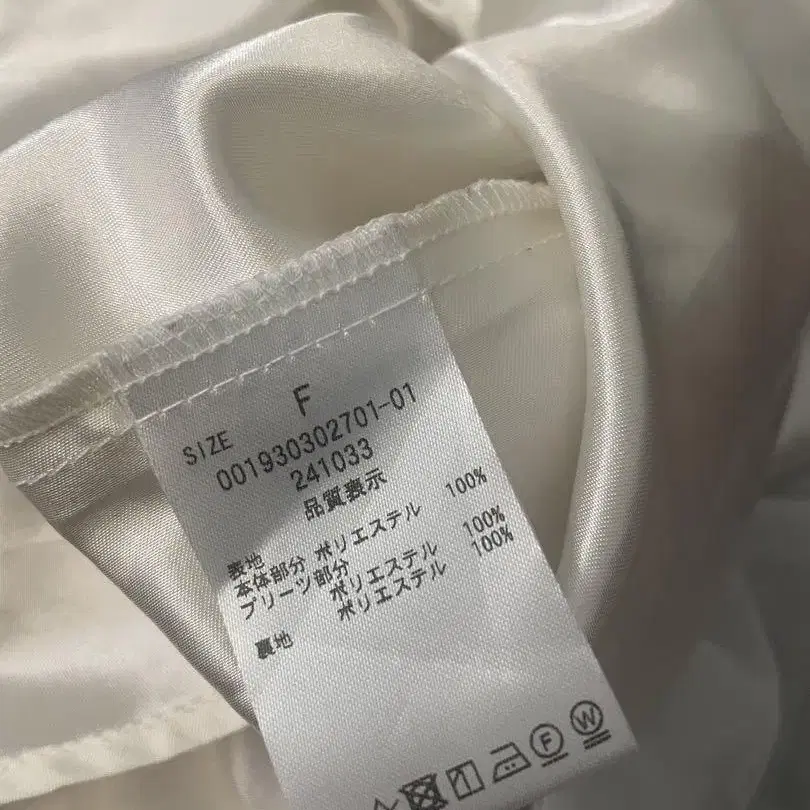 SIZE F
001930302701-01
241033
品質表示
表地
本体部分 ポリエステル 100%
プリーツ部分 ポリエステル 100%
裏地 ポリエステル 100%
F W